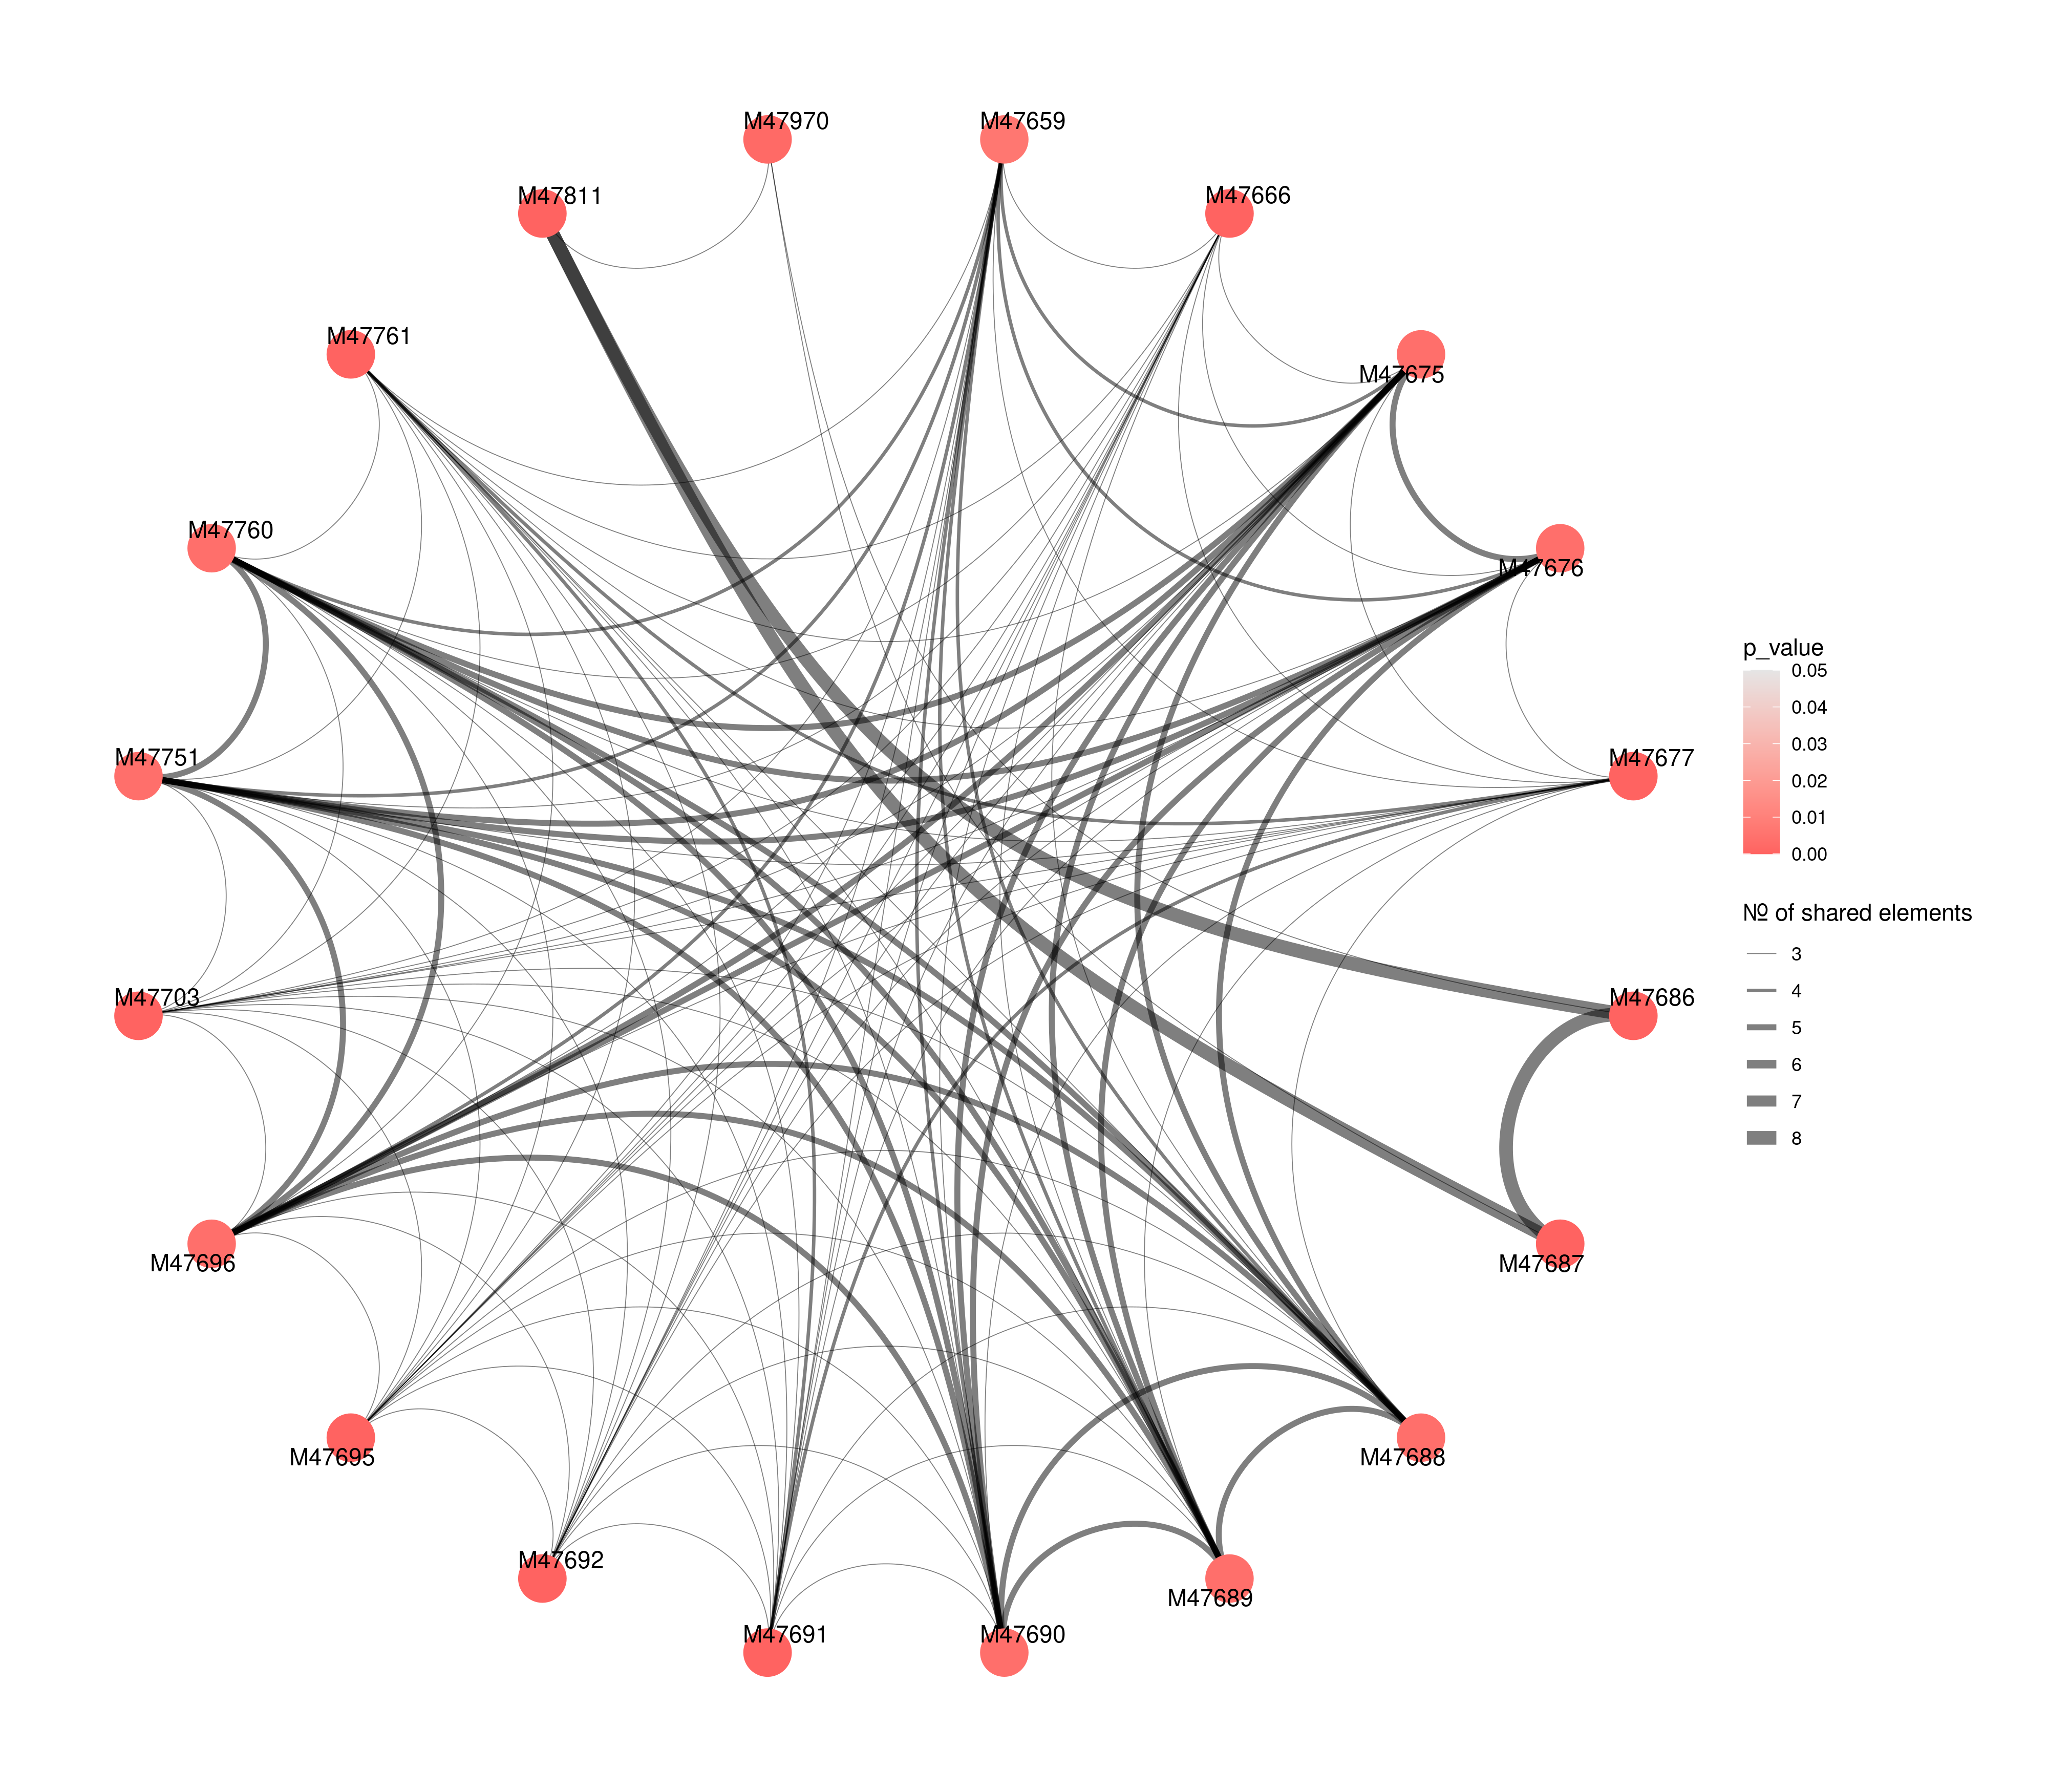 M47970
M47659
M47811
M47666
M47761
M47675
M47760
M47676
M47751
M47677
M47703
M47686
M47696
M47687
M47695
M47688
M47692
M47689
M47691
M47690
p_value
0.05
0.04
0.03
0.02
0.01
0.00
№ of shared elements
3
4
5
6
7
8